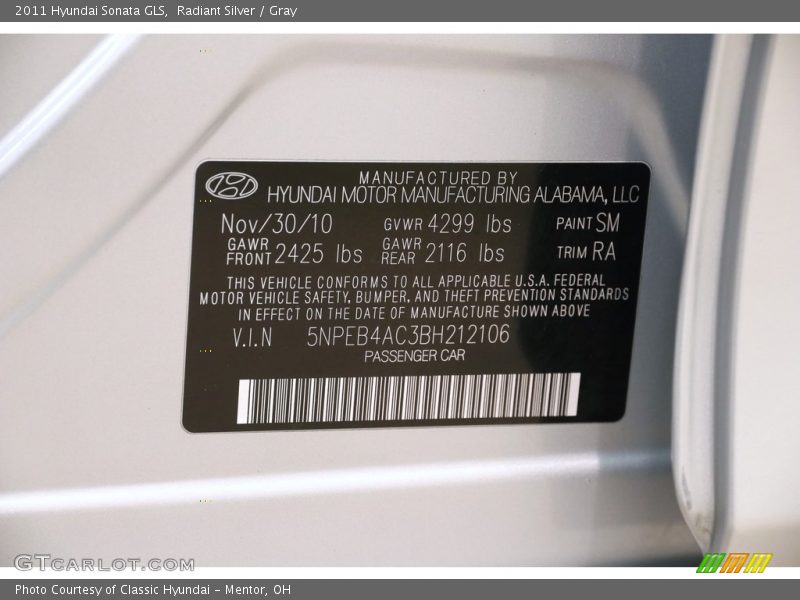 2011 Hyundai Sonata GLS,  Radiant Silver / Gray
MANUFACTURED BY
HYUNDAI MOTOR MANUFACTURING ALABAMA, LLC
Nov/30/10 GVWR 4299 lbs PAINT SM
GAWR FRONT 2425 lbs GAWR REAR 2116 lbs TRIM RA
THIS VEHICLE CONFORMS TO ALL APPLICABLE U.S.A. FEDERAL
MOTOR VEHICLE SAFETY, BUMPER, AND THEFT PREVENTION STANDARDS
IN EFFECT ON THE DATE OF MANUFACTURE SHOWN ABOVE
V.I.N 5NPEB4AC3BH212106
PASSENGER CAR
GTCARLOT.COM
Photo Courtesy of Classic Hyundai - Mentor, OH